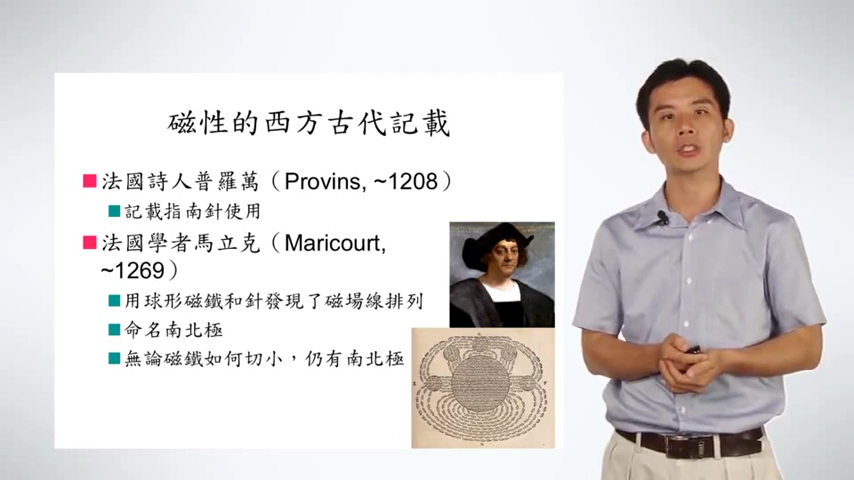 磁性的西方古代記載
法國詩人普羅萬（Provins, ~1208）
記載指南針使用
法國學者馬立克（Maricourt,
~1269）
用球形磁鐵和針發現了磁場線排列
命名南北極
無論磁鐵如何切小，仍有南北極